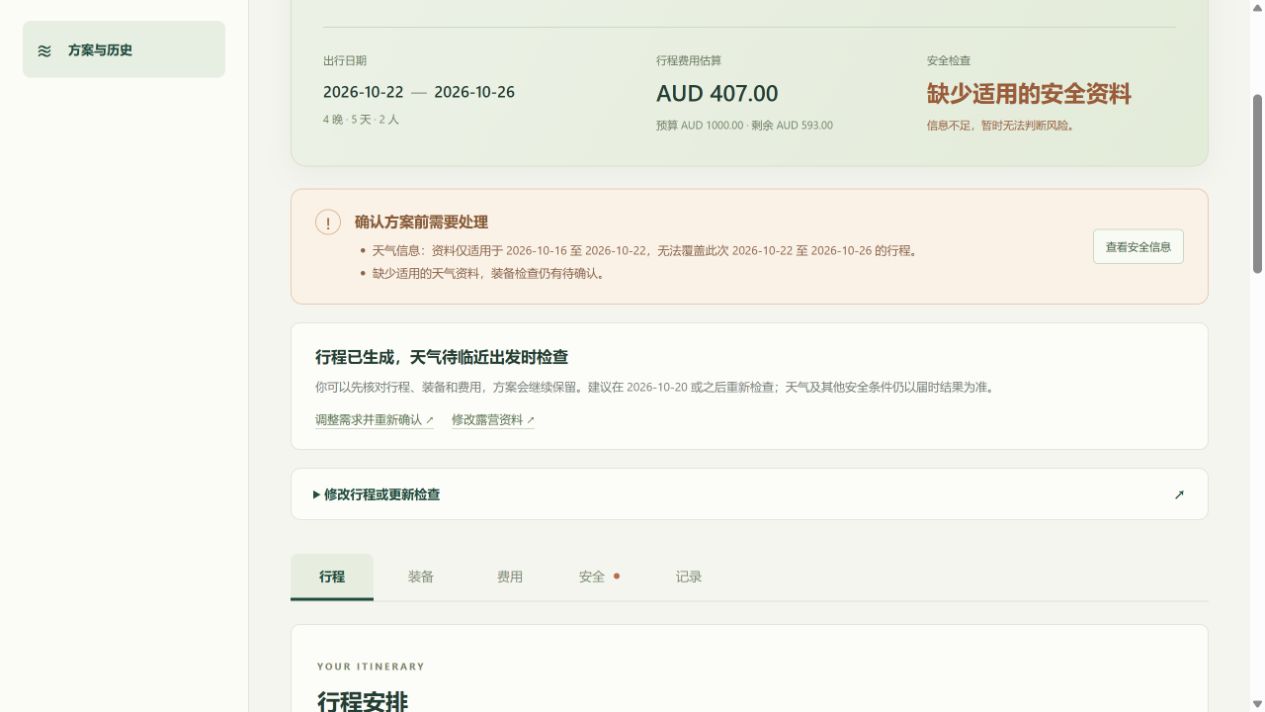 方案与历史
出行日期
2026-10-22 — 2026-10-26
4 晚 · 5 天 · 2 人
行程费用估算
AUD 407.00
预算 AUD 1000.00 · 剩余 AUD 593.00
安全检查
缺少适用的安全资料
信息不足，暂时无法判断风险。
确认方案前需要处理
• 天气信息：资料仅适用于 2026-10-16 至 2026-10-22，无法覆盖此次 2026-10-22 至 2026-10-26 的行程。
• 缺少适用的天气资料，装备检查仍有待确认。
查看安全信息
行程已生成，天气待临近出发时检查
你可以先核对行程、装备和费用，方案会继续保留。建议在 2026-10-20 或之后重新检查；天气及其他安全条件仍以届时结果为准。
调整需求并重新确认 ↗ 修改露营资料 ↗
▸ 修改行程或更新检查 ↗
行程 装备 费用 安全 • 记录
YOUR ITINERARY
行程安排